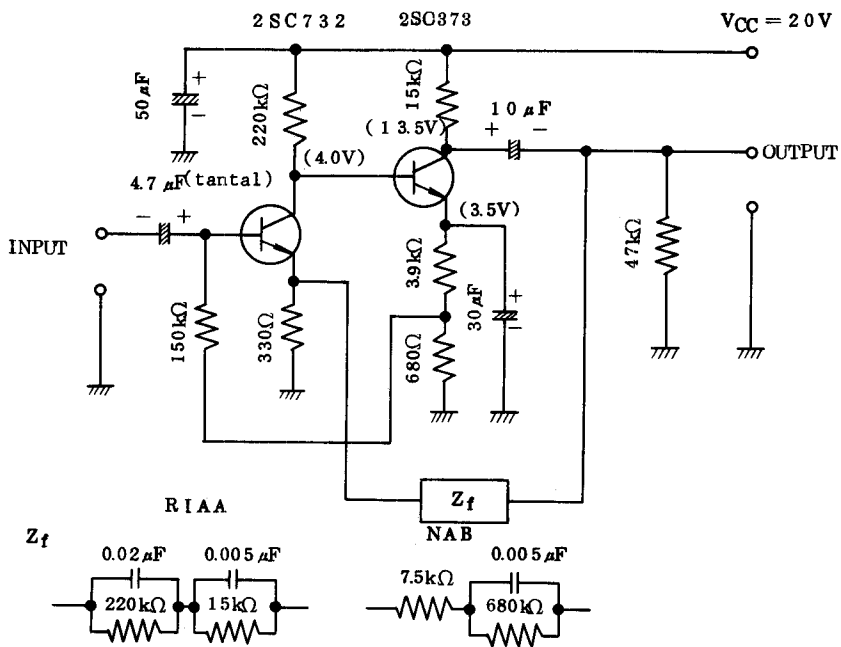 2SC732 2SC373 VCC = 20V
50μF + -
220kΩ
15kΩ
10μF
(13.5V) + -
(4.0V)
OUTPUT
4.7μF(tantal)
(3.5V)
- +
INPUT
47kΩ
3.9kΩ
30μF + -
150kΩ
330Ω
680Ω
Zf
RIAA
NAB
Zf
0.02μF 0.005μF 0.005μF
7.5kΩ
220kΩ 15kΩ 680kΩ